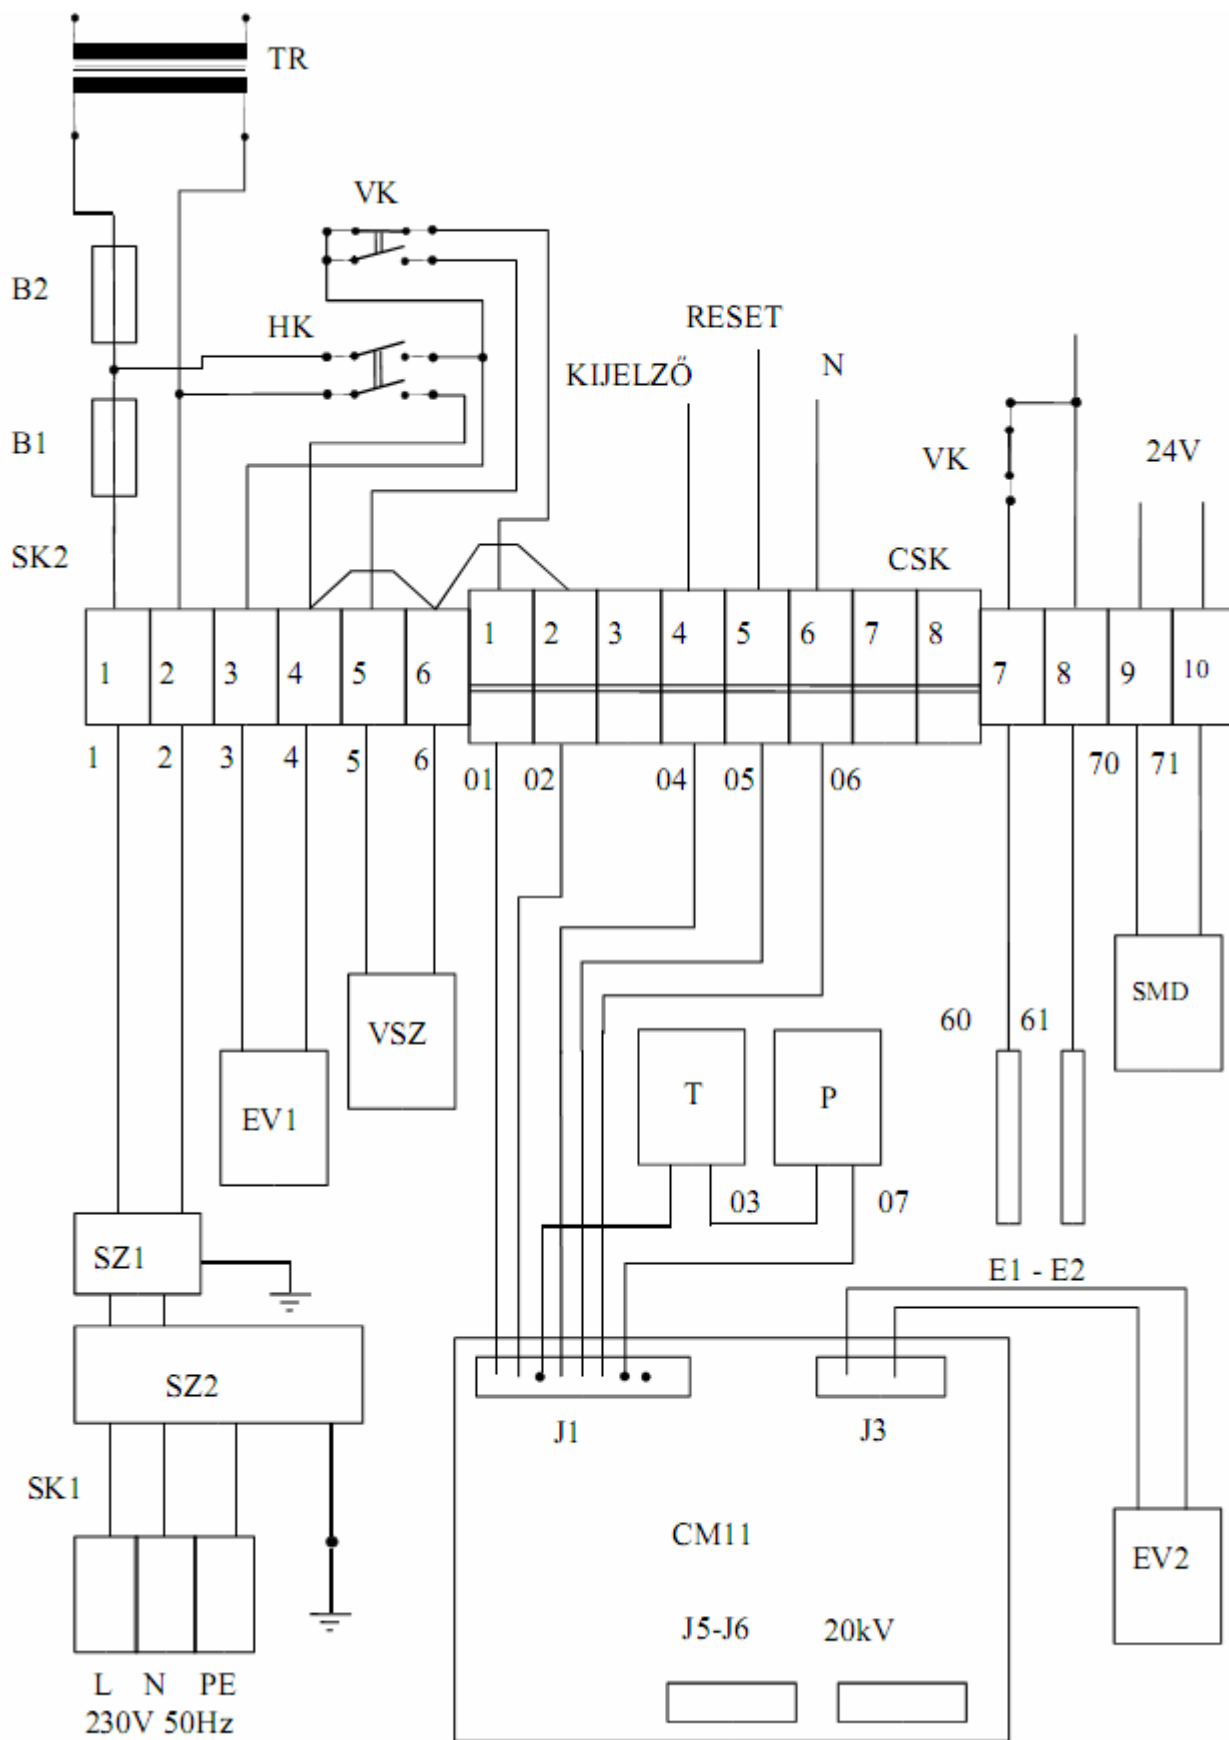 TR
VK
B2
HK
RESET
KIJELZŐ
N
B1
VK
24V
SK2
CSK
1 2 3 4 5 6 7 8
1 2 3 4 5 6
7 8 9 10
1 2 3 4 5 6 01 02 04 05 06 70 71
SMD
VSZ
60 61
T
P
EV1
03
07
SZ1
E1 - E2
SZ2
J1
J3
SK1
CM11
EV2
J5-J6
20kV
L N PE
230V 50Hz